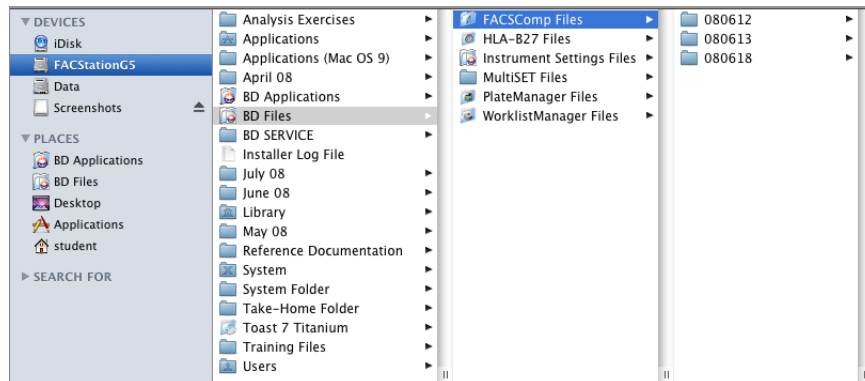 DEVICES
iDisk
FACStationG5
Data
Screenshots
PLACES
BD Applications
BD Files
Desktop
Applications
student
SEARCH FOR
Analysis Exercises
Applications
Applications (Mac OS 9)
April 08
BD Applications
BD Files
BD SERVICE
Installer Log File
July 08
June 08
Library
May 08
Reference Documentation
System
System Folder
Take-Home Folder
Toast 7 Titanium
Training Files
Users
FACSComp Files
HLA-B27 Files
Instrument Settings Files
MultiSET Files
PlateManager Files
WorklistManager Files
080612
080613
080618